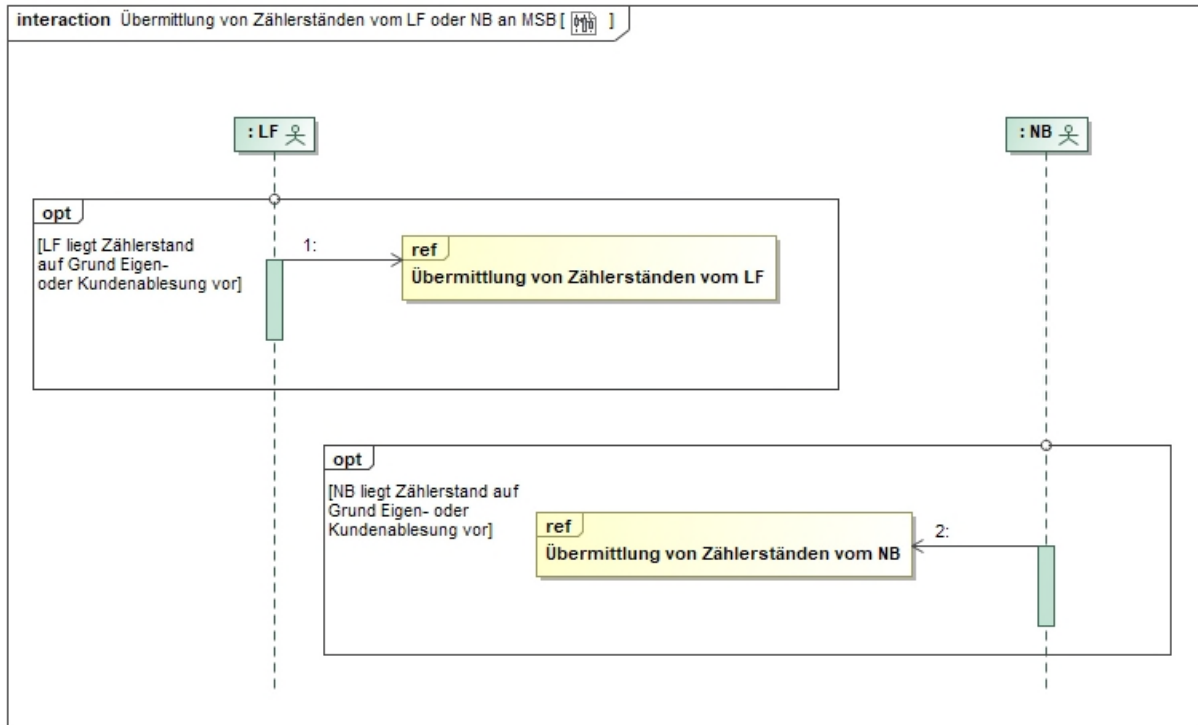 interaction Übermittlung von Zählerständen vom LF oder NB an MSB [ ]
: LF
: NB
opt
[LF liegt Zählerstand
auf Grund Eigen-
oder Kundenablesung vor]
1:
ref
Übermittlung von Zählerständen vom LF
opt
[NB liegt Zählerstand auf
Grund Eigen- oder
Kundenablesung vor]
ref
Übermittlung von Zählerständen vom NB
2: